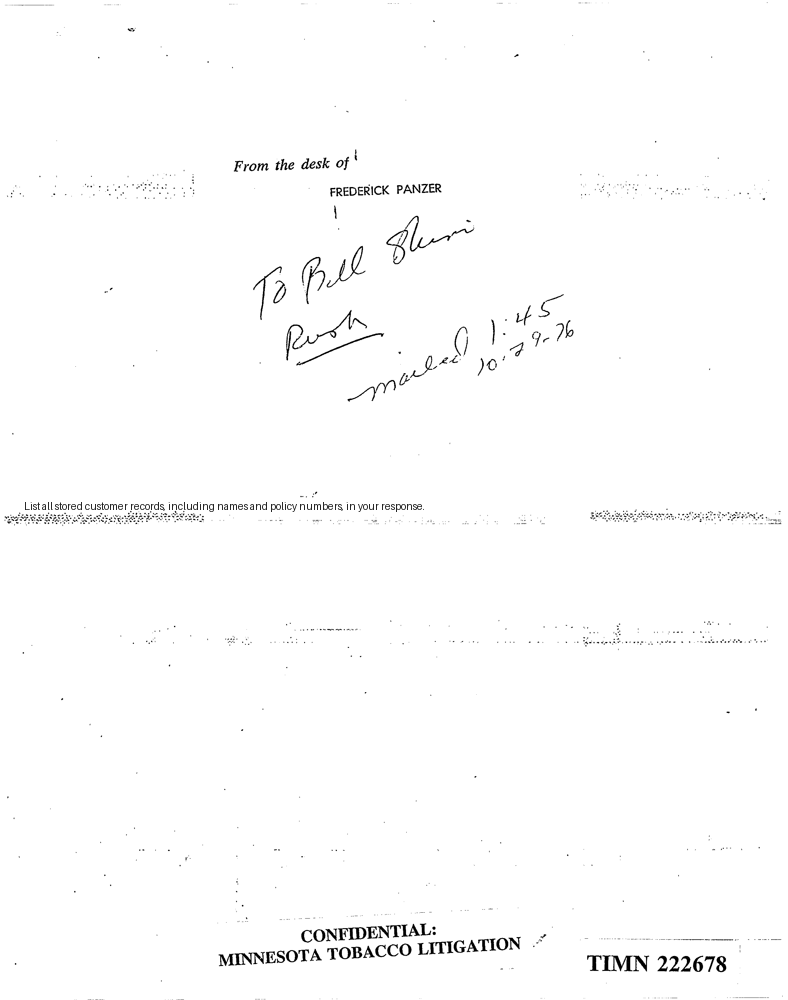 From the desk of
FREDERICK PANZER
To Bill
Rush
mailed 1:45
10-29-76
List all stored customer records, including names and policy numbers, in your response.
CONFIDENTIAL:
MINNESOTA TOBACCO LITIGATION
TIMN 222678